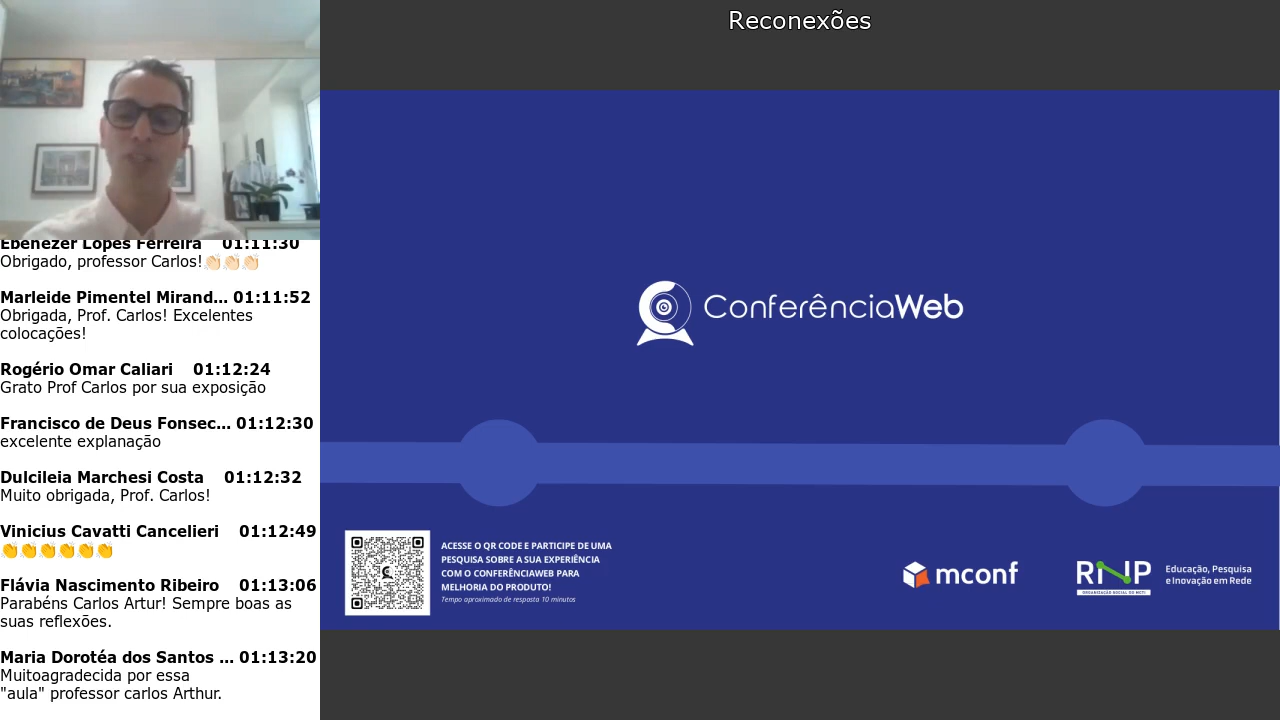 Reconexões
Ebenézer Lopes Ferreira 01:11:30
Obrigado, professor Carlos!👏🏻👏🏻👏🏻
Marleide Pimentel Mirand... 01:11:52
Obrigada, Prof. Carlos! Excelentes
colocações!
Rogério Omar Caliari 01:12:24
Grato Prof Carlos por sua exposição
Francisco de Deus Fonsec... 01:12:30
excelente explanação
Dulcileia Marchesi Costa 01:12:32
Muito obrigada, Prof. Carlos!
Vinicius Cavatti Cancelieri 01:12:49
👏👏👏👏👏👏
Flávia Nascimento Ribeiro 01:13:06
Parabéns Carlos Artur! Sempre boas as
suas reflexões.
Maria Dorotéa dos Santos ... 01:13:20
Muitoagradecida por essa
"aula" professor carlos Arthur.
ConferênciaWeb
ACESSE O QR CODE E PARTICIPE DE UMA
PESQUISA SOBRE A SUA EXPERIÊNCIA
COM O CONFERÊNCIAWEB PARA
MELHORIA DO PRODUTO!
Tempo aproximado de resposta 10 minutos
mconf
RNP
ORGANIZAÇÃO SOCIAL DO MCTI
Educação, Pesquisa
e Inovação em Rede